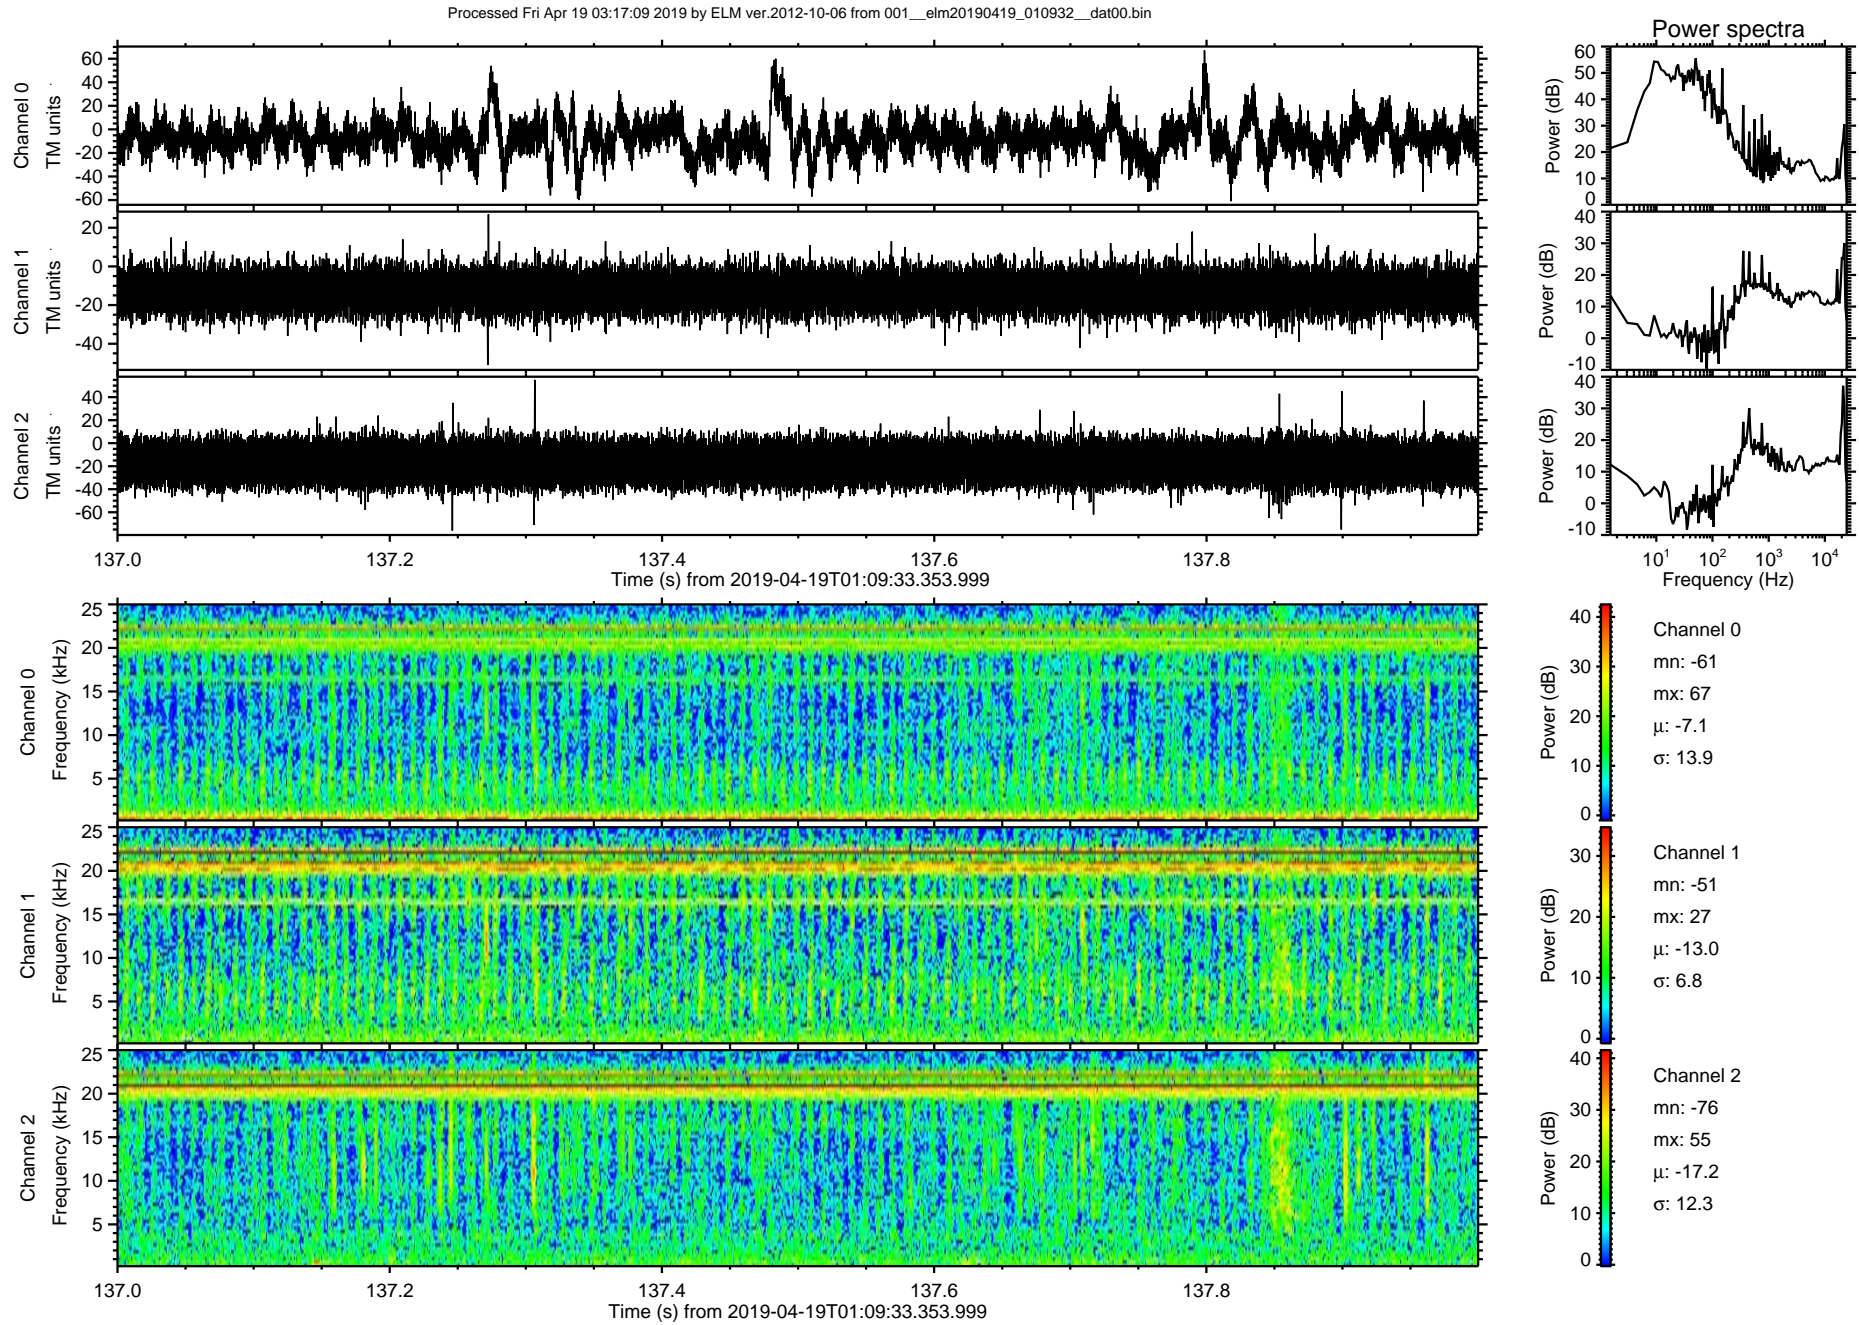 Processed Fri Apr 19 03:17:09 2019 by ELM ver.2012-10-06 from 001__elm20190419_010932__dat00.bin
Power spectra
Channel 0
TM units
60
40
20
0
-20
-40
-60
Power (dB)
60
50
40
30
20
10
0
Channel 1
TM units
20
0
-20
-40
Power (dB)
40
30
20
10
0
-10
Channel 2
TM units
40
20
0
-20
-40
-60
Power (dB)
40
30
20
10
0
-10
137.0 137.2 137.4 137.6 137.8
Time (s) from 2019-04-19T01:09:33.353.999
10^1 10^2 10^3 10^4
Frequency (Hz)
Channel 0
Frequency (kHz)
25
20
15
10
5
Power (dB)
40
30
20
10
0
Channel 0
mn: -61
mx: 67
μ: -7.1
σ: 13.9
Channel 1
Frequency (kHz)
25
20
15
10
5
Power (dB)
30
20
10
0
Channel 1
mn: -51
mx: 27
μ: -13.0
σ: 6.8
Channel 2
Frequency (kHz)
25
20
15
10
5
Power (dB)
40
30
20
10
0
Channel 2
mn: -76
mx: 55
μ: -17.2
σ: 12.3
137.0 137.2 137.4 137.6 137.8
Time (s) from 2019-04-19T01:09:33.353.999